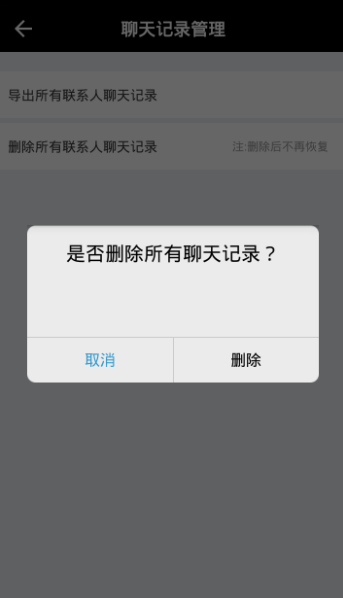 聊天记录管理
导出所有联系人聊天记录
删除所有联系人聊天记录 注:删除后不再恢复
是否删除所有聊天记录？
取消 删除